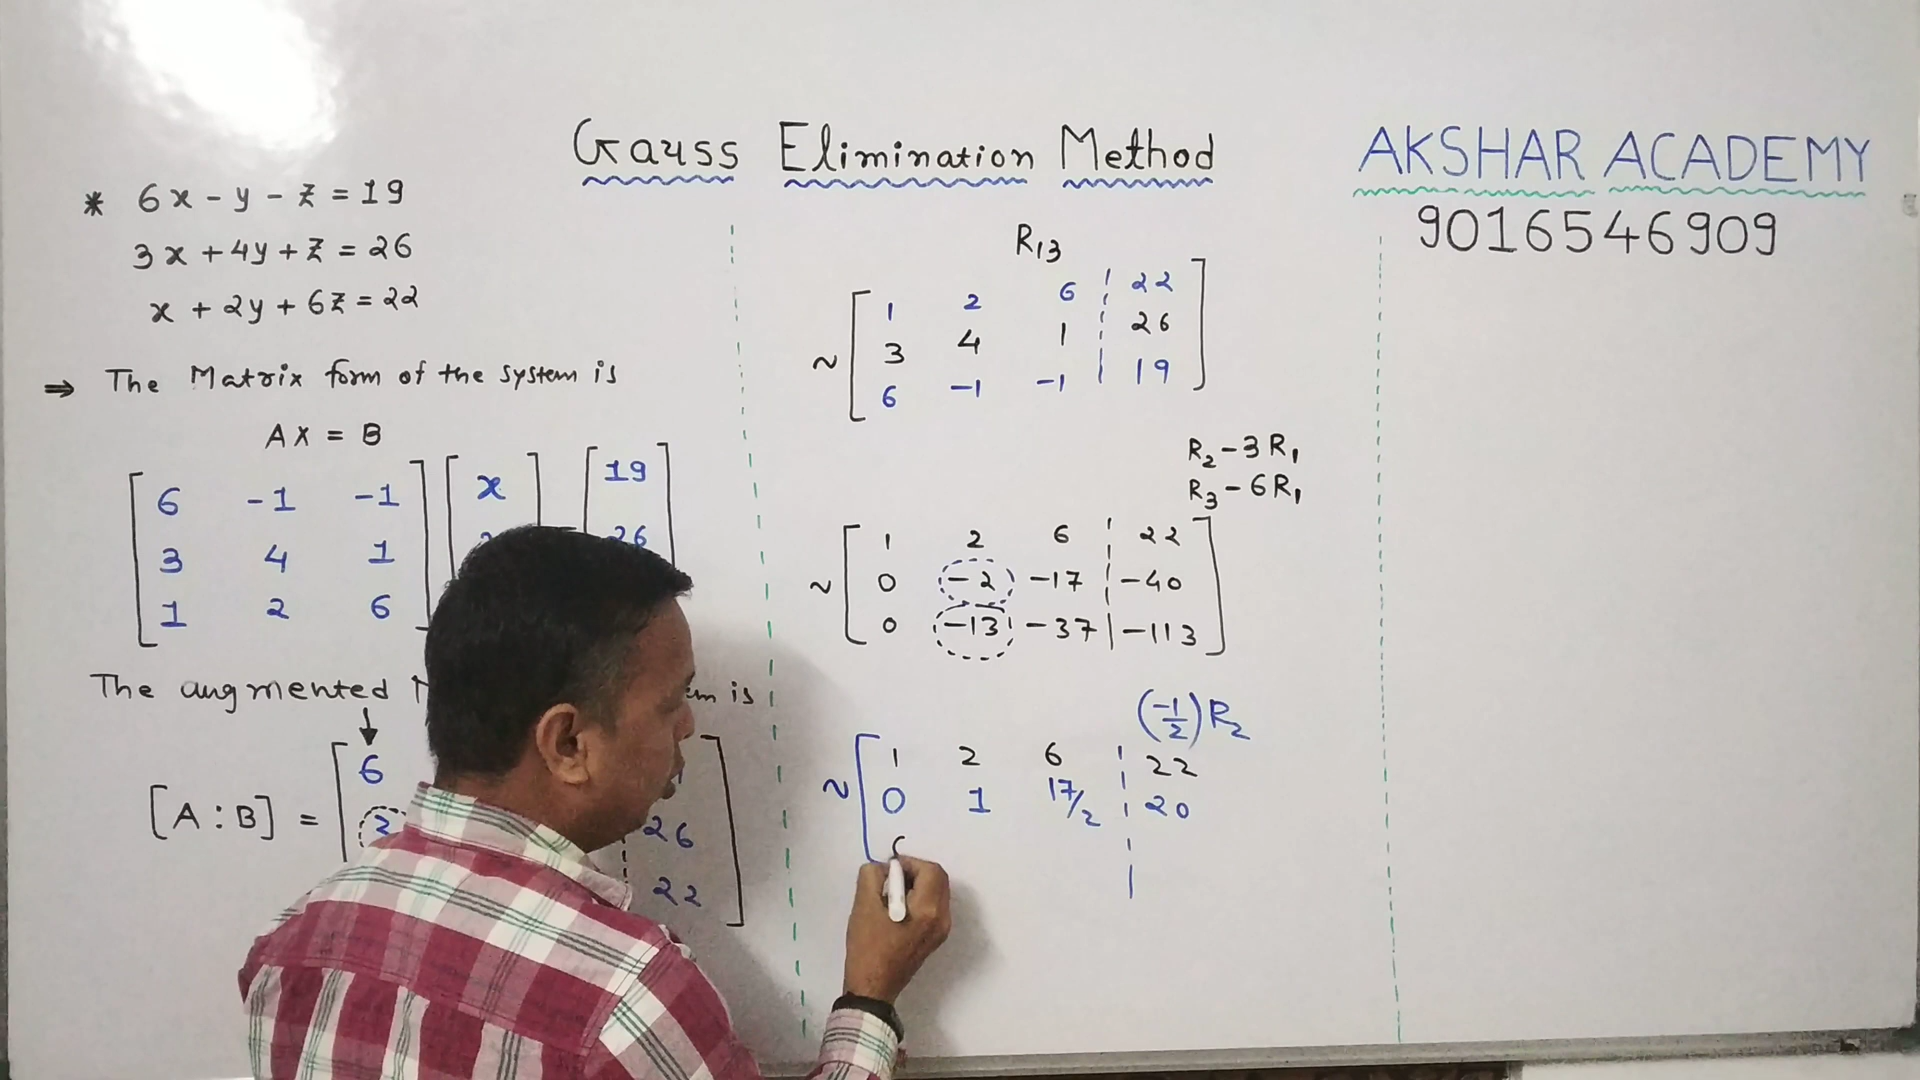 Gauss Elimination Method
AKSHAR ACADEMY
9016546909
* 6x - y - z = 19
3x + 4y + z = 26
x + 2y + 6z = 22
⇒ The Matrix form of the system is
AX = B
6 -1 -1 x 19
3 4 1 26
1 2 6
The augmented is
[A : B] = 6
26
22
R13
~ 1 2 6 22
3 4 1 26
6 -1 -1 19
R2 - 3R1
R3 - 6R1
~ 1 2 6 22
0 -2 -17 -40
0 -13 -37 -113
(-1/2) R2
~ 1 2 6 22
0 1 17/2 20